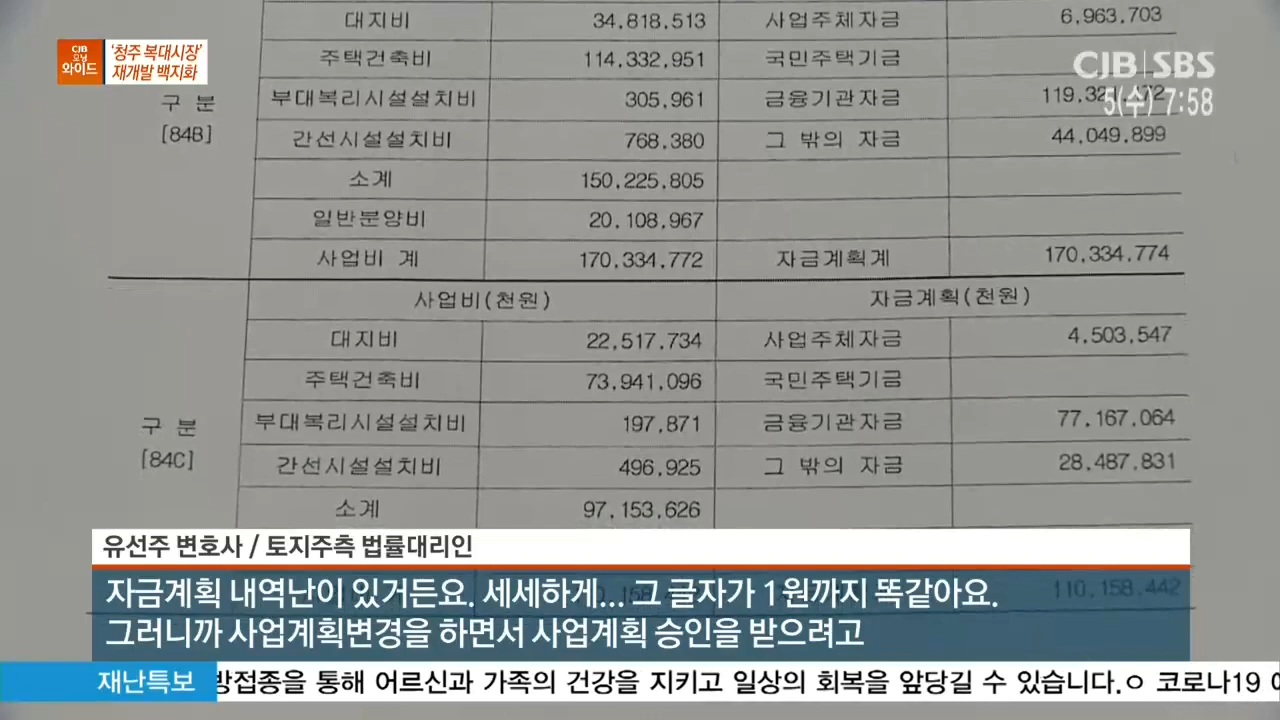 대지비 34,818,513 사업주체자금 6,963,703
CJB 모닝 와이드
'청주 복대시장'
재개발 백지화
CJB SBS
5(수) 7:58
주택건축비 114,332,951 국민주택기금
구 분
[84B]
부대복리시설설치비 305,961 금융기관자금
간선시설설치비 768,380 그 밖의 자금 44,049,899
소계 150,225,805
일반분양비 20,108,967
사업비 계 170,334,772 자금계획계 170,334,774
사업비(천원) 자금계획(천원)
대지비 22,517,734 사업주체자금 4,503,547
주택건축비 73,941,096 국민주택기금
구 분
[84C]
부대복리시설설치비 197,871 금융기관자금 77,167,064
간선시설설치비 496,925 그 밖의 자금 28,487,831
소계 97,153,626
유선주 변호사 / 토지주측 법률대리인
110,158,442
자금계획 내역난이 있거든요. 세세하게... 그 글자가 1원까지 똑같아요.
그러니까 사업계획변경을 하면서 사업계획 승인을 받으려고
재난특보
방접종을 통해 어르신과 가족의 건강을 지키고 일상의 회복을 앞당길 수 있습니다.ㅇ 코로나19